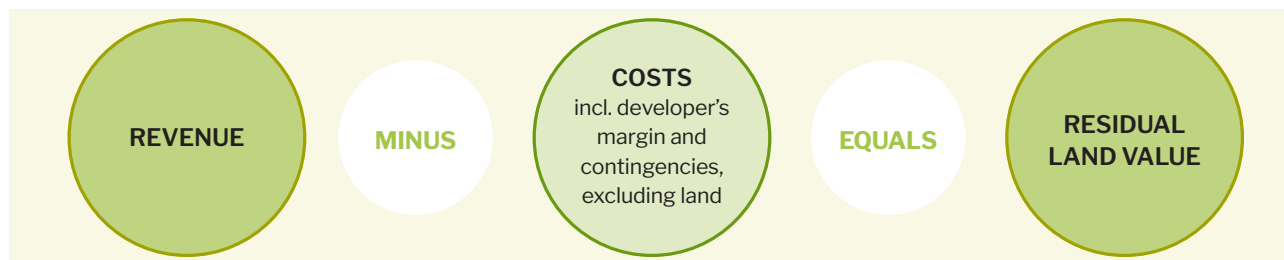 REVENUE
MINUS
COSTS
incl. developer’s
margin and
contingencies,
excluding land
EQUALS
RESIDUAL
LAND VALUE